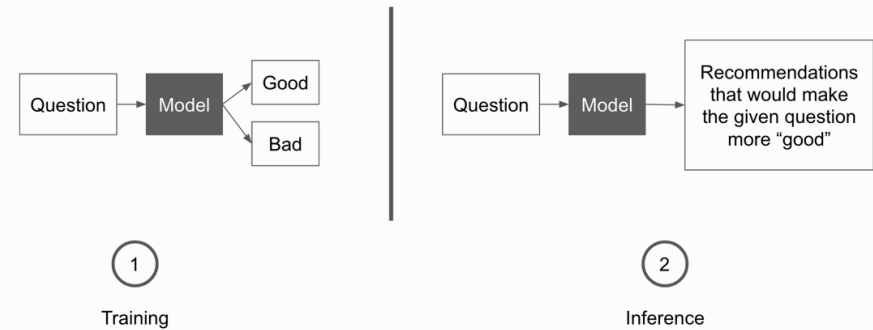 Question
Model
Good
Bad
1
Training
Question
Model
Recommendations
that would make
the given question
more “good”
2
Inference